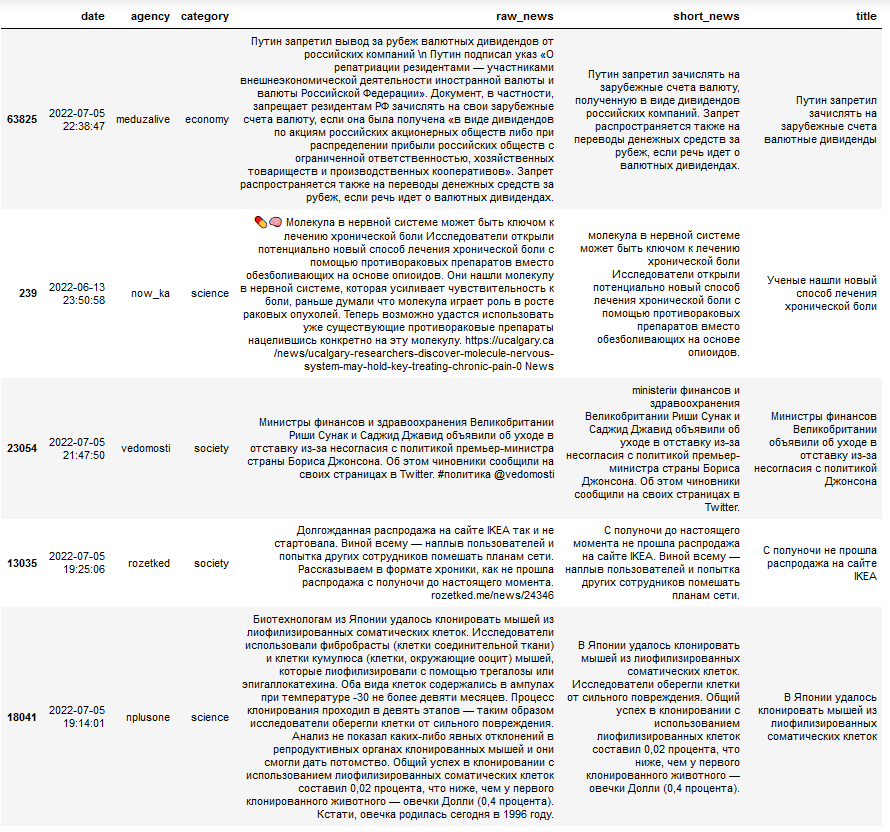 date agency category raw_news short_news title
63825
2022-07-05
22:38:47
meduzalive
economy
Путин запретил вывод за рубеж валютных дивидендов от
российских компаний \n Путин подписал указ «О
репатриации резидентами — участниками
внешнеэкономической деятельности иностранной валюты и
валюты Российской Федерации». Документ, в частности,
запрещает резидентам РФ зачислять на свои зарубежные
счета валюту, если она была получена «в виде дивидендов
по акциям российских акционерных обществ либо при
распределении прибыли российских обществ с
ограниченной ответственностью, хозяйственных
товариществ и производственных кооперативов». Запрет
распространяется также на переводы денежных средств за
рубеж, если речь идет о валютных дивидендах.
Путин запретил зачислять на
зарубежные счета валюту,
полученную в виде дивидендов
российских компаний. Запрет
распространяется также на
переводы денежных средств за
рубеж, если речь идет о
валютных дивидендах.
Путин запретил
зачислять на
зарубежные счета
валютные дивиденды
239
2022-06-13
23:50:58
now_ka
science
💊🧠 Молекула в нервной системе может быть ключом к
лечению хронической боли Исследователи открыли
потенциально новый способ лечения хронической боли с
помощью противораковых препаратов вместо
обезболивающих на основе опиоидов. Они нашли молекулу
в нервной системе, которая усиливает чувствительность к
боли, раньше думали что молекула играет роль в росте
раковых опухолей. Теперь возможно удастся использовать
уже существующие противораковые препараты
нацелившись конкретно на эту молекулу. https://ucalgary.ca
/news/ucalgary-researchers-discover-molecule-nervous-
system-may-hold-key-treating-chronic-pain-0 News
молекула в нервной системе
может быть ключом к лечению
хронической боли
Исследователи открыли
потенциально новый способ
лечения хронической боли с
помощью противораковых
препаратов вместо
обезболивающих на основе
опиоидов.
Ученые нашли новый
способ лечения
хронической боли
23054
2022-07-05
21:47:50
vedomosti
society
Министры финансов и здравоохранения Великобритании
Риши Сунак и Саджид Джавид объявили об уходе в
отставку из-за несогласия с политикой премьер-министра
страны Бориса Джонсона. Об этом чиновники сообщили на
своих страницах в Twitter. #политика @vedomosti
ministerіи финансов и
здравоохранения
Великобритании Риши Сунак и
Саджид Джавид объявили об
уходе в отставку из-за
несогласия с политикой премьер-
министра страны Бориса
Джонсона. Об этом чиновники
сообщили на своих страницах в
Twitter.
Министры финансов
Великобритании
объявили об уходе в
отставку из-за
несогласия с политикой
Джонсона
13035
2022-07-05
19:25:06
rozetked
society
Долгожданная распродажа на сайте IKEA так и не
стартовала. Виной всему — наплыв пользователей и
попытка других сотрудников помешать планам сети.
Рассказываем в формате хроники, как не прошла
распродажа с полуночи до настоящего момента.
rozetked.me/news/24346
С полуночи до настоящего
момента не прошла распродажа
на сайте IKEA. Виной всему —
наплыв пользователей и попытка
других сотрудников помешать
планам сети.
С полуночи не прошла
распродажа на сайте
IKEA
18041
2022-07-05
19:14:01
nplusone
science
Биотехнологам из Японии удалось клонировать мышей из
лиофилизированных соматических клеток. Исследователи
использовали фибробрасты (клетки соединительной ткани)
и клетки кумулюса (клетки, окружающие ооцит) мышей,
которые лиофилизировали с помощью трегалозы или
эпигаллокатехина. Оба вида клеток содержались в ампулах
при температуре -30 не более девяти месяцев. Процесс
клонирования проходил в девять этапов — таким образом
исследователи оберегли клетки от сильного повреждения.
Анализ не показал каких-либо явных отклонений в
репродуктивных органах клонированных мышей и они
смогли дать потомство. Общий успех в клонировании с
использованием лиофилизированных соматических клеток
составил 0,02 процента, что ниже, чем у первого
клонированного животного — овечки Долли (0,4 процента).
Кстати, овечка родилась сегодня в 1996 году.
В Японии удалось клонировать
мышей из лиофилизированных
соматических клеток.
Исследователи оберегли клетки
от сильного повреждения. Общий
успех в клонировании с
использованием
лиофилизированных клеток
составил 0,02 процента, что
ниже, чем у первого
клонированного животного —
овечки Долли (0,4 процента).
В Японии удалось
клонировать мышей из
лиофилизированных
соматических клеток